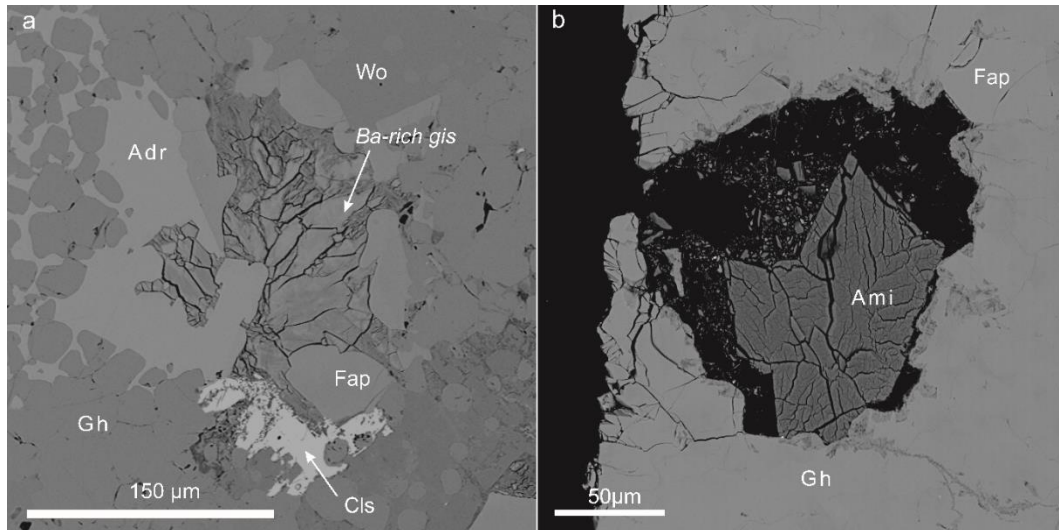 a
Wo
Ba-rich gis
Adr
Fap
Gh
Cls
150 μm
b
Fap
Ami
Gh
50μm